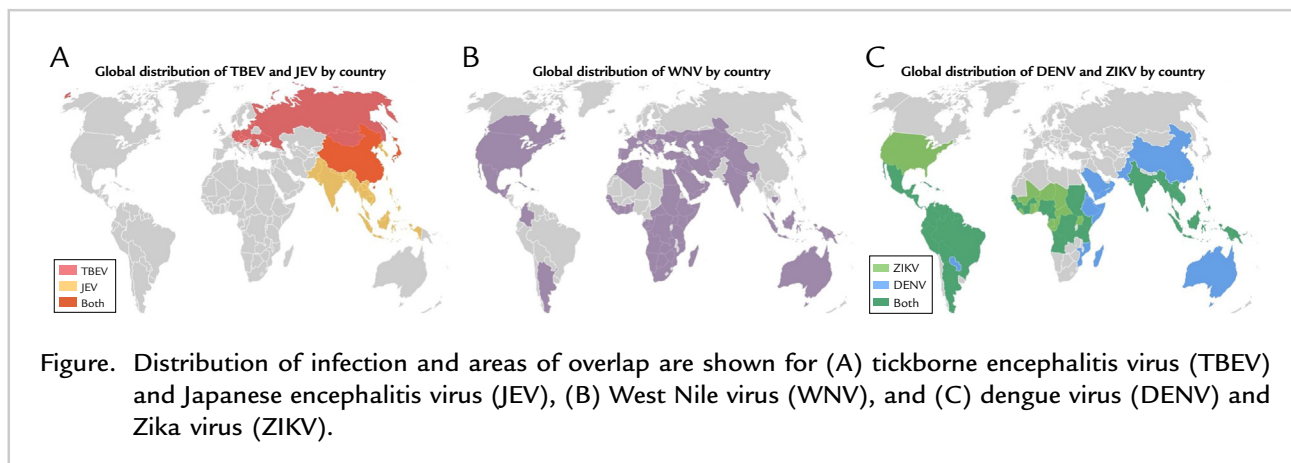 A
Global distribution of TBEV and JEV by country
TBEV
JEV
Both
B
Global distribution of WNV by country
C
Global distribution of DENV and ZIKV by country
ZIKV
DENV
Both
Figure. Distribution of infection and areas of overlap are shown for (A) tickborne encephalitis virus (TBEV)
and Japanese encephalitis virus (JEV), (B) West Nile virus (WNV), and (C) dengue virus (DENV) and
Zika virus (ZIKV).